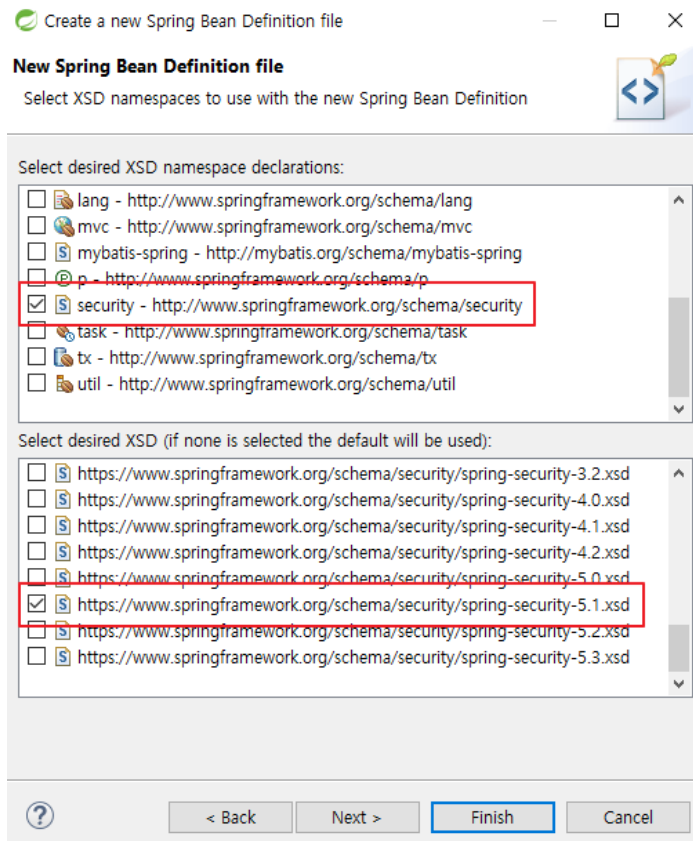 Create a new Spring Bean Definition file
New Spring Bean Definition file
Select XSD namespaces to use with the new Spring Bean Definition
Select desired XSD namespace declarations:
lang - http://www.springframework.org/schema/lang
mvc - http://www.springframework.org/schema/mvc
mybatis-spring - http://mybatis.org/schema/mybatis-spring
p - http://www.springframework.org/schema/p
security - http://www.springframework.org/schema/security
task - http://www.springframework.org/schema/task
tx - http://www.springframework.org/schema/tx
util - http://www.springframework.org/schema/util
Select desired XSD (if none is selected the default will be used):
https://www.springframework.org/schema/security/spring-security-3.2.xsd
https://www.springframework.org/schema/security/spring-security-4.0.xsd
https://www.springframework.org/schema/security/spring-security-4.1.xsd
https://www.springframework.org/schema/security/spring-security-4.2.xsd
https://www.springframework.org/schema/security/spring-security-5.0.xsd
https://www.springframework.org/schema/security/spring-security-5.1.xsd
https://www.springframework.org/schema/security/spring-security-5.2.xsd
https://www.springframework.org/schema/security/spring-security-5.3.xsd
? < Back Next > Finish Cancel